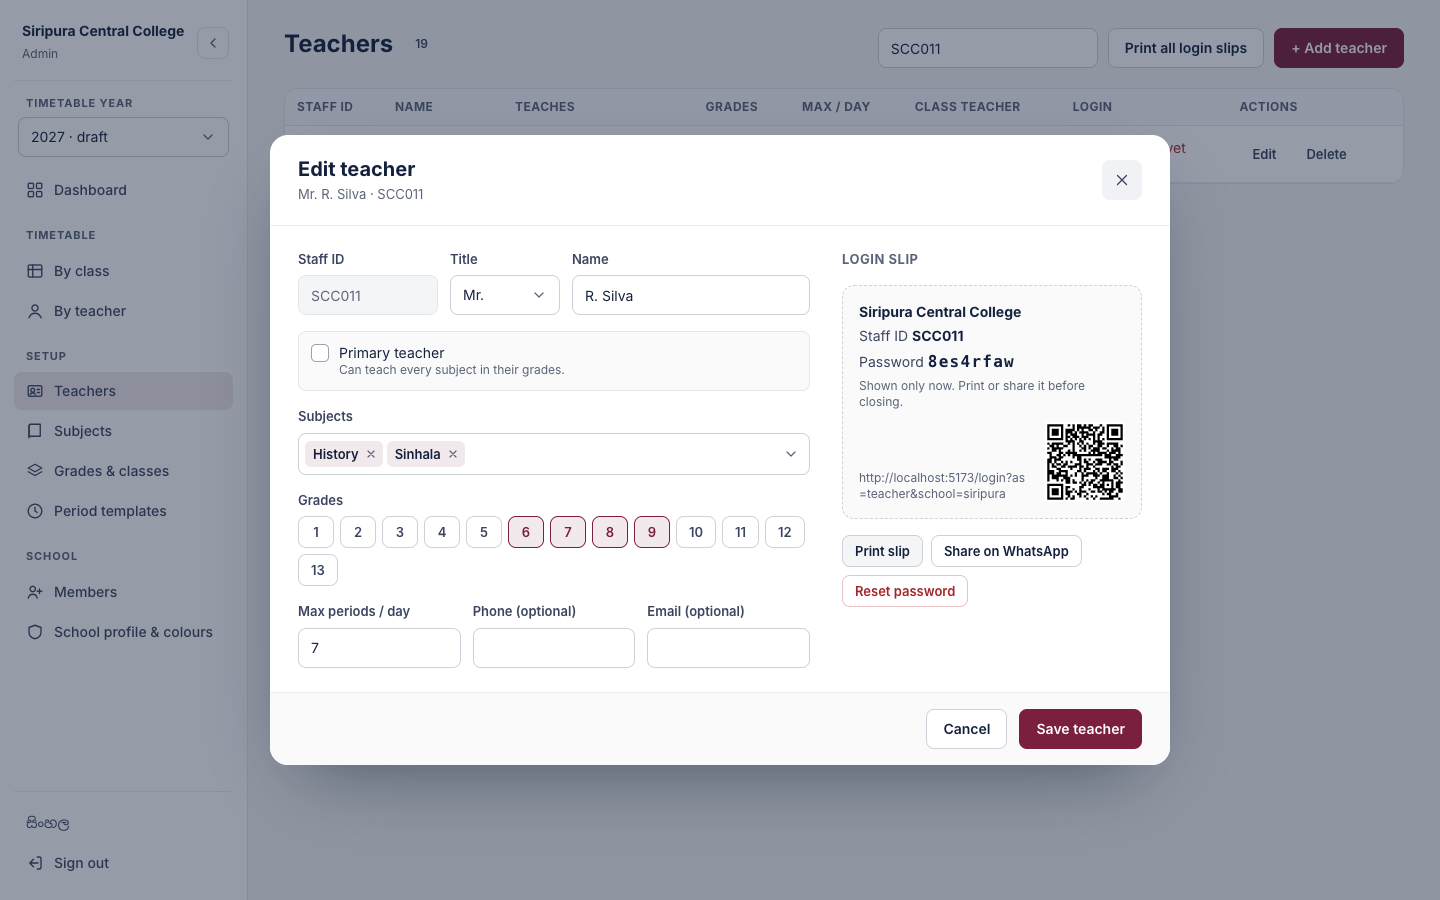 Siripura Central College
Admin
TIMETABLE YEAR
2027 · draft
Dashboard
TIMETABLE
By class
By teacher
SETUP
Teachers
Subjects
Grades & classes
Period templates
SCHOOL
Members
School profile & colours
සිංහල
Sign out
Teachers 19
SCC011
Print all login slips
+ Add teacher
STAFF ID NAME TEACHES GRADES MAX / DAY CLASS TEACHER LOGIN ACTIONS
Edit Delete
Edit teacher
Mr. R. Silva · SCC011
Staff ID Title Name
SCC011 Mr. R. Silva
Primary teacher
Can teach every subject in their grades.
Subjects
History Sinhala
Grades
1 2 3 4 5 6 7 8 9 10 11 12
13
Max periods / day Phone (optional) Email (optional)
7
LOGIN SLIP
Siripura Central College
Staff ID SCC011
Password 8es4rfaw
Shown only now. Print or share it before
closing.
http://localhost:5173/login?as
=teacher&school=siripura
Print slip Share on WhatsApp
Reset password
Cancel Save teacher